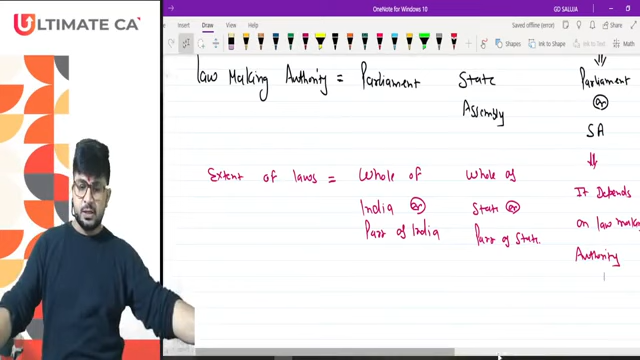 ULTIMATE CA
OneNote for Windows 10
GD SALUJA
Saved offline (error)
Insert Draw View
Shapes Ink to Shape Ink to
Law Making Authority = Parliament State Assembly
Parliament
or
SA
Extent of laws = Whole of India or Part of India
Whole of State or Part of State
It Depends
on law making
Authority